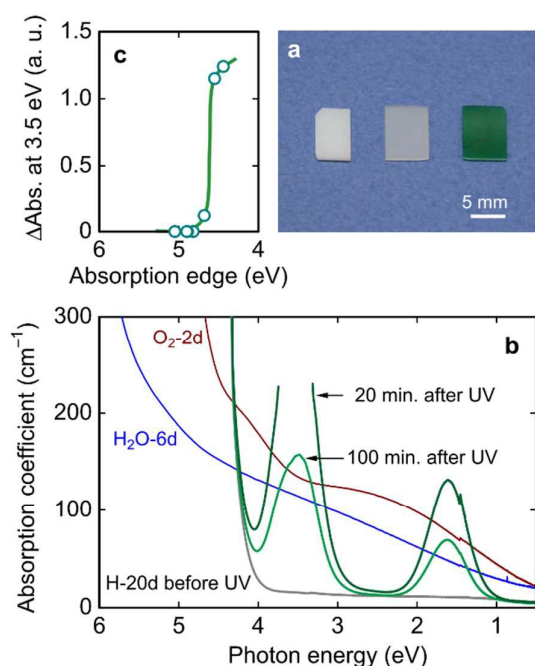 c
ΔAbs. at 3.5 eV (a. u.)
1.5
1.0
0.5
0
6
5
4
Absorption edge (eV)
a
5 mm
b
Absorption coefficient (cm⁻¹)
300
200
100
0
O₂-2d
H₂O-6d
20 min. after UV
100 min. after UV
H-20d before UV
6
5
4
3
2
1
Photon energy (eV)